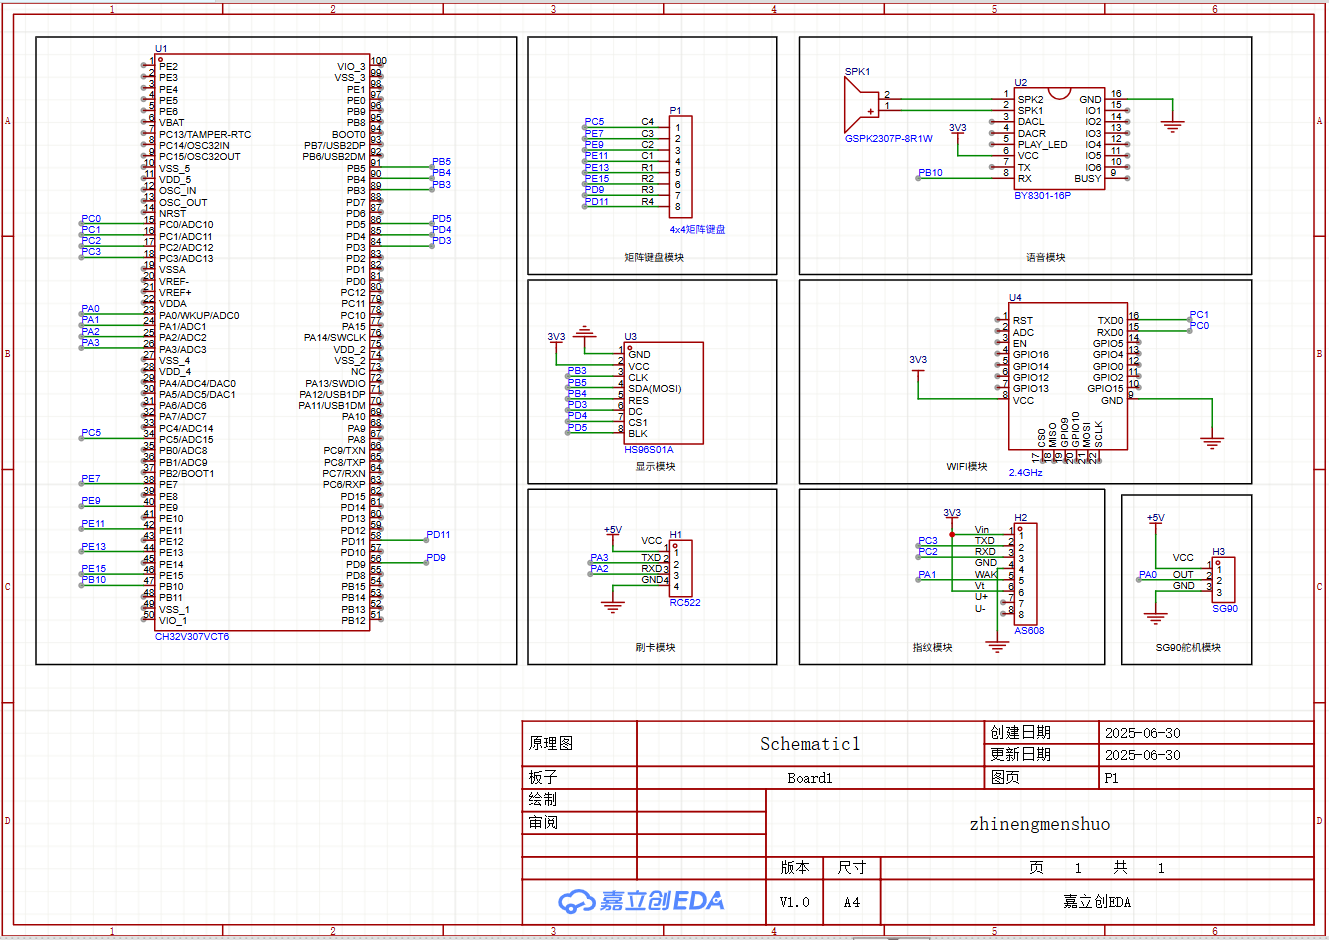 1 2 3 4 5 6
A
B
C
D
U1
1 PE2
2 PE3
3 PE4
4 PE5
5 PE6
6 VBAT
7 PC13/TAMPER-RTC
8 PC14/OSC32IN
9 PC15/OSC32OUT
10 VSS_5
11 VDD_5
12 OSC_IN
13 OSC_OUT
14 NRST
PC0 15 PC0/ADC10
PC1 16 PC1/ADC11
PC2 17 PC2/ADC12
PC3 18 PC3/ADC13
19 VSSA
20 VREF-
21 VREF+
22 VDDA
PA0 23 PA0/WKUP/ADC0
PA1 24 PA1/ADC1
PA2 25 PA2/ADC2
PA3 26 PA3/ADC3
27 VSS_4
28 VDD_4
29 PA4/ADC4/DAC0
30 PA5/ADC5/DAC1
31 PA6/ADC6
32 PA7/ADC7
33 PC4/ADC14
PC5 34 PC5/ADC15
35 PB0/ADC8
36 PB1/ADC9
37 PB2/BOOT1
PE7 38 PE7
39 PE8
PE9 40 PE9
41 PE10
PE11 42 PE11
43 PE12
PE13 44 PE13
45 PE14
PE15 46 PE15
PB10 47 PB10
48 PB11
49 VSS_1
50 VIO_1
VIO_3 100
VSS_3 99
PE1 98
PE0 97
PB9 96
PB8 95
BOOT0 94
PB7/USB2DP 93
PB6/USB2DM 92
PB5 91 PB5
PB4 90 PB4
PB3 89 PB3
PD7 88
PD6 87
PD5 86 PD5
PD4 85 PD4
PD3 84 PD3
PD2 83
PD1 82
PD0 81
PC12 80
PC11 79
PC10 78
PA15 77
PA14/SWCLK 76
VDD_2 75
VSS_2 74
NC 73
PA13/SWDIO 72
PA12/USB1DP 71
PA11/USB1DM 70
PA10 69
PA9 68
PA8 67
PC9/TXN 66
PC8/TXP 65
PC7/RXN 64
PC6/RXP 63
PD15 62
PD14 61
PD13 60
PD12 59
PD11 58 PD11
PD10 57
PD9 56 PD9
PD8 55
PB15 54
PB14 53
PB13 52
PB12 51
CH32V307VCT6
P1
PC5 C4 1
PE7 C3 2
PE9 C2 3
PE11 C1 4
PE13 R1 5
PE15 R2 6
PD9 R3 7
PD11 R4 8
4x4矩阵键盘
矩阵键盘模块
SPK1
2
1
+
GSPK2307P-8R1W
U2
1 SPK2 GND 16
2 SPK1 IO1 15
3 DACL IO2 14
4 DACR IO3 13
5 PLAY_LED IO4 12
3V3 6 VCC IO5 11
7 TX IO6 10
PB10 8 RX BUSY 9
BY8301-16P
语音模块
U3
3V3
1 GND
2 VCC
PB3 3 CLK
PB5 4 SDA(MOSI)
PB4 5 RES
PD3 6 DC
PD4 7 CS1
PD5 8 BLK
HS96S01A
显示模块
U4
1 RST TXD0 16 PC1
2 ADC RXD0 15 PC0
3 EN GPIO5 14
4 GPIO16 GPIO4 13
5 GPIO14 GPIO0 12
6 GPIO12 GPIO2 11
7 GPIO13 GPIO15 10
3V3 8 VCC GND 9
CS0 MISO GPIO9 GPIO10 MOSI SCLK
17 18 19 20 21 22
WIFI模块
2.4GHz
+5V H1
VCC 1 1
PA3 TXD 2 2
PA2 RXD 3 3
GND 4 4
RC522
刷卡模块
3V3 H2
Vin 1 1
PC3 TXD 2 2
PC2 RXD 3 3
GND 4 4
PA1 WAK 5 5
Vt 6 6
U+ 7 7
U- 8 8
AS608
指纹模块
+5V
H3
VCC 1 1
PA0 OUT 2 2
GND 3 3
SG90
SG90舵机模块
原理图 Schematic1 创建日期 2025-06-30
更新日期 2025-06-30
板子 Board1 图页 P1
绘制
审阅
zhinengmenshuo
版本 尺寸 页 1 共 1
嘉立创EDA V1.0 A4 嘉立创EDA
A
B
C
D
1 2 3 4 5 6